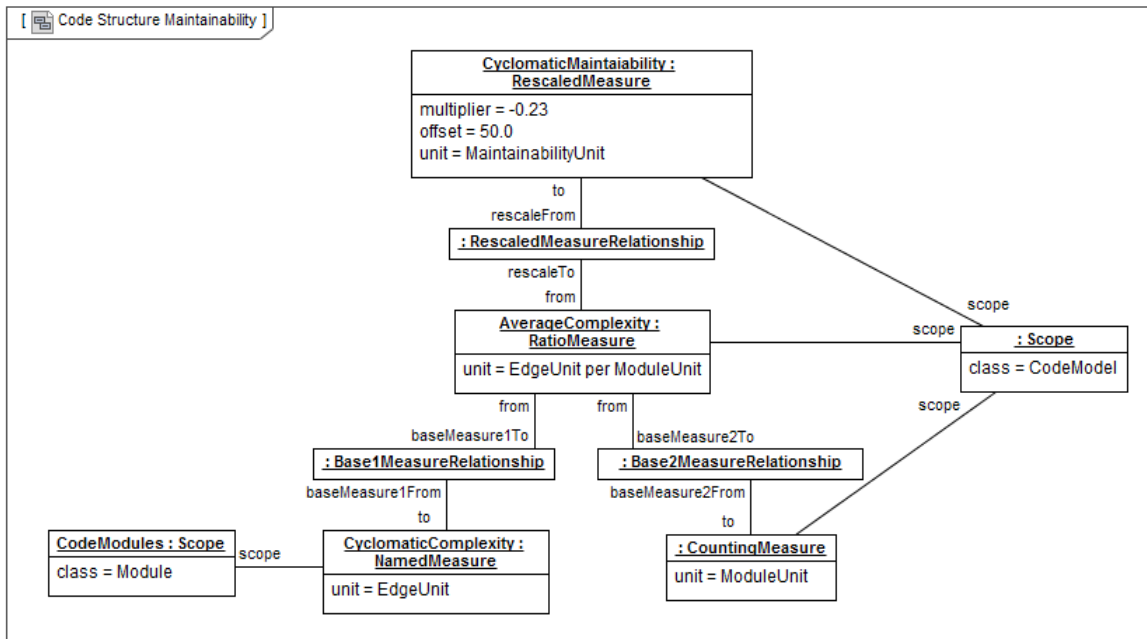 [ Code Structure Maintainability ]
CyclomaticMaintaiability :
RescaledMeasure
multiplier = -0.23
offset = 50.0
unit = MaintainabilityUnit
to
rescaleFrom
: RescaledMeasureRelationship
rescaleTo
from
scope
AverageComplexity :
RatioMeasure
unit = EdgeUnit per ModuleUnit
scope
: Scope
class = CodeModel
from
from
scope
baseMeasure1To
baseMeasure2To
: Base1MeasureRelationship
: Base2MeasureRelationship
baseMeasure1From
baseMeasure2From
to
to
CodeModules : Scope
class = Module
scope
CyclomaticComplexity :
NamedMeasure
unit = EdgeUnit
: CountingMeasure
unit = ModuleUnit